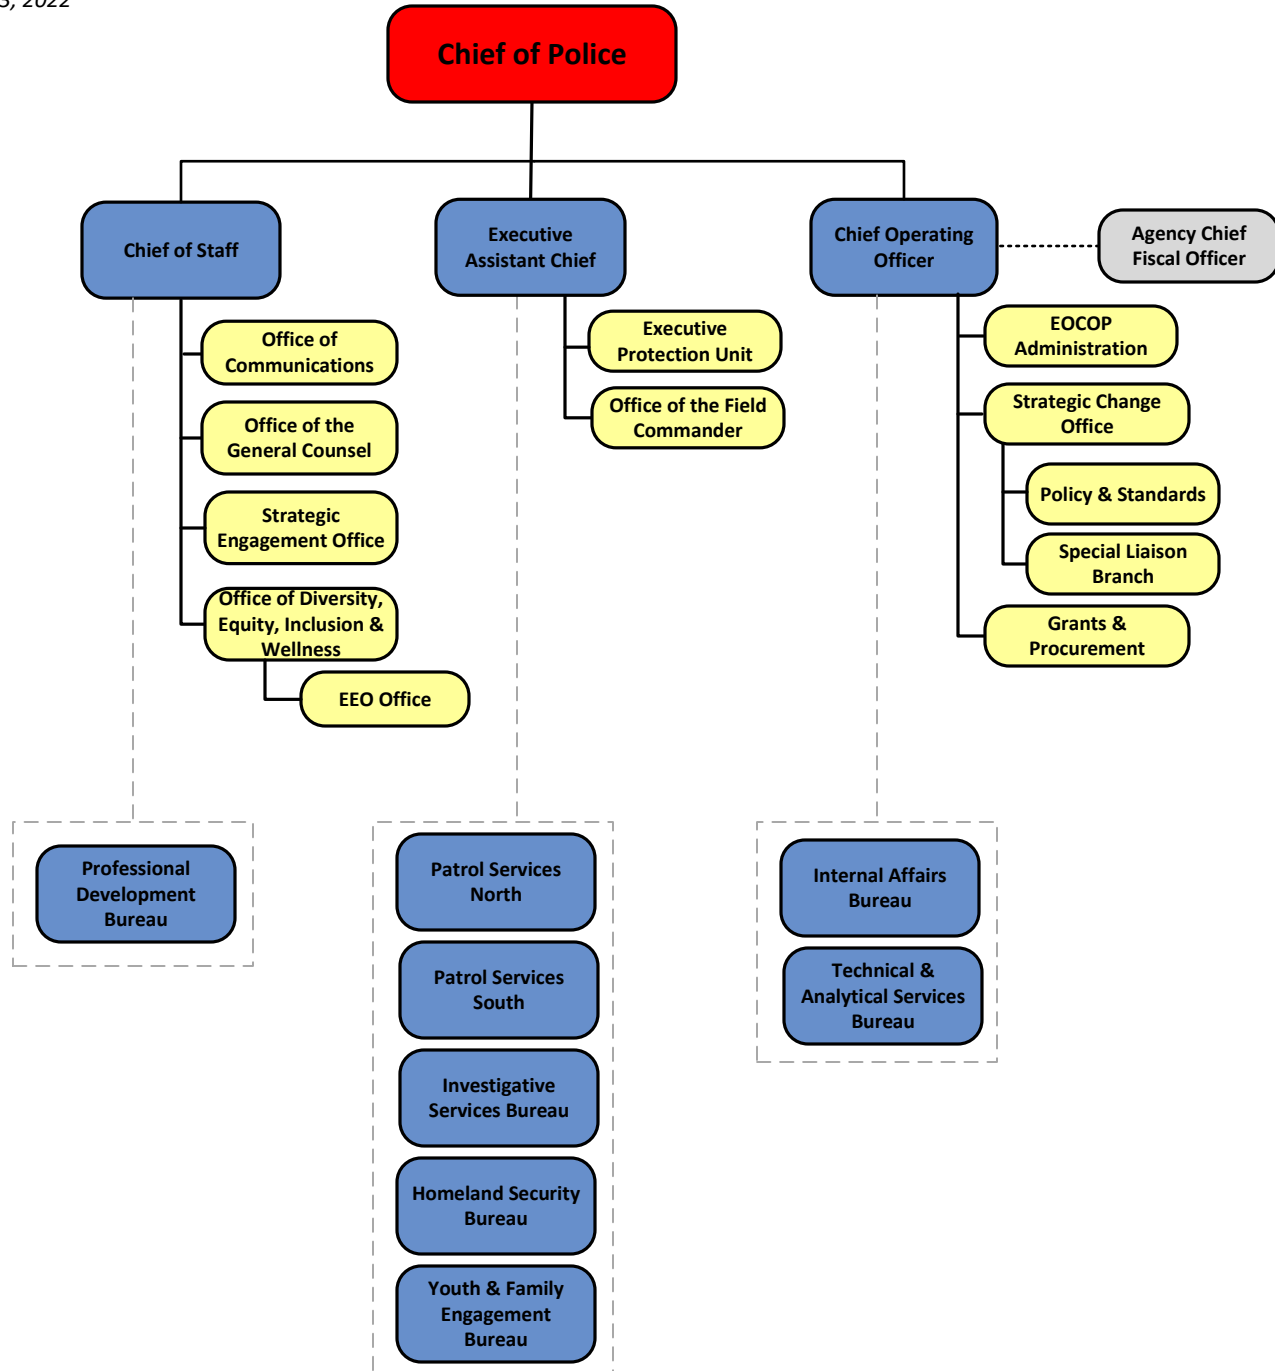 2022
Chief of Police
Chief of Staff
Executive
Assistant Chief
Chief Operating
Officer
Agency Chief
Fiscal Officer
Office of
Communications
Office of the
General Counsel
Strategic
Engagement Office
Office of Diversity,
Equity, Inclusion &
Wellness
EEO Office
Executive
Protection Unit
Office of the Field
Commander
EOCOP
Administration
Strategic Change
Office
Policy & Standards
Special Liaison
Branch
Grants &
Procurement
Professional
Development
Bureau
Patrol Services
North
Patrol Services
South
Investigative
Services Bureau
Homeland Security
Bureau
Youth & Family
Engagement
Bureau
Internal Affairs
Bureau
Technical &
Analytical Services
Bureau